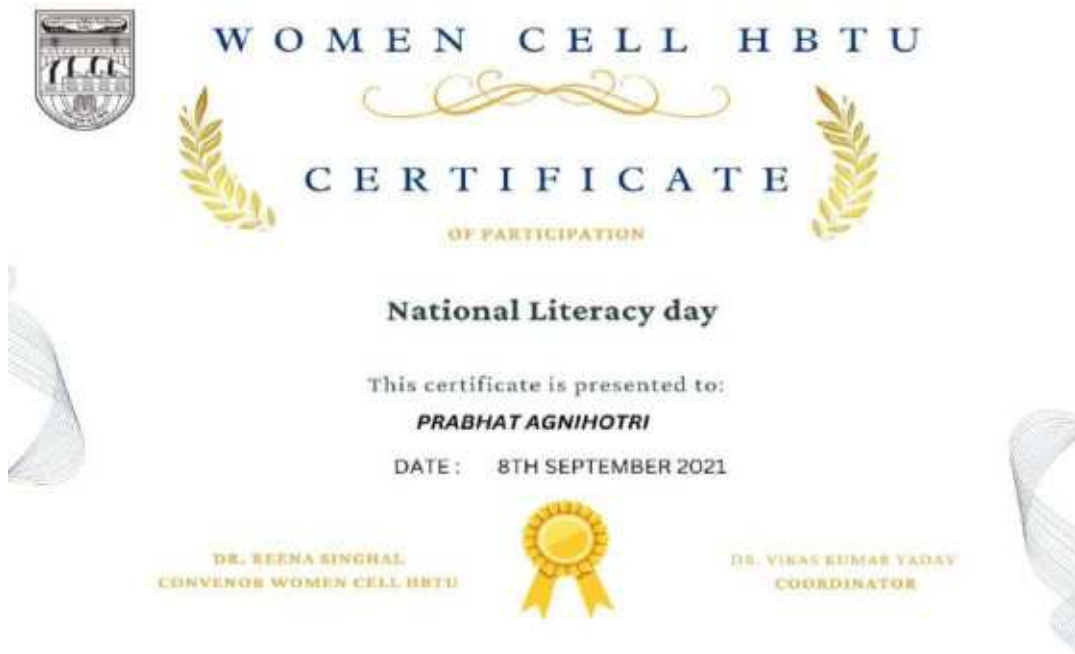 WOMEN CELL HBTU
CERTIFICATE
OF PARTICIPATION
National Literacy day
This certificate is presented to:
PRABHAT AGNIHOTRI
DATE : 8TH SEPTEMBER 2021
DR. REENA SINGHAL
CONVENOR WOMEN CELL HBTU
DR. VIKAS KUMAR YADAV
COORDINATOR